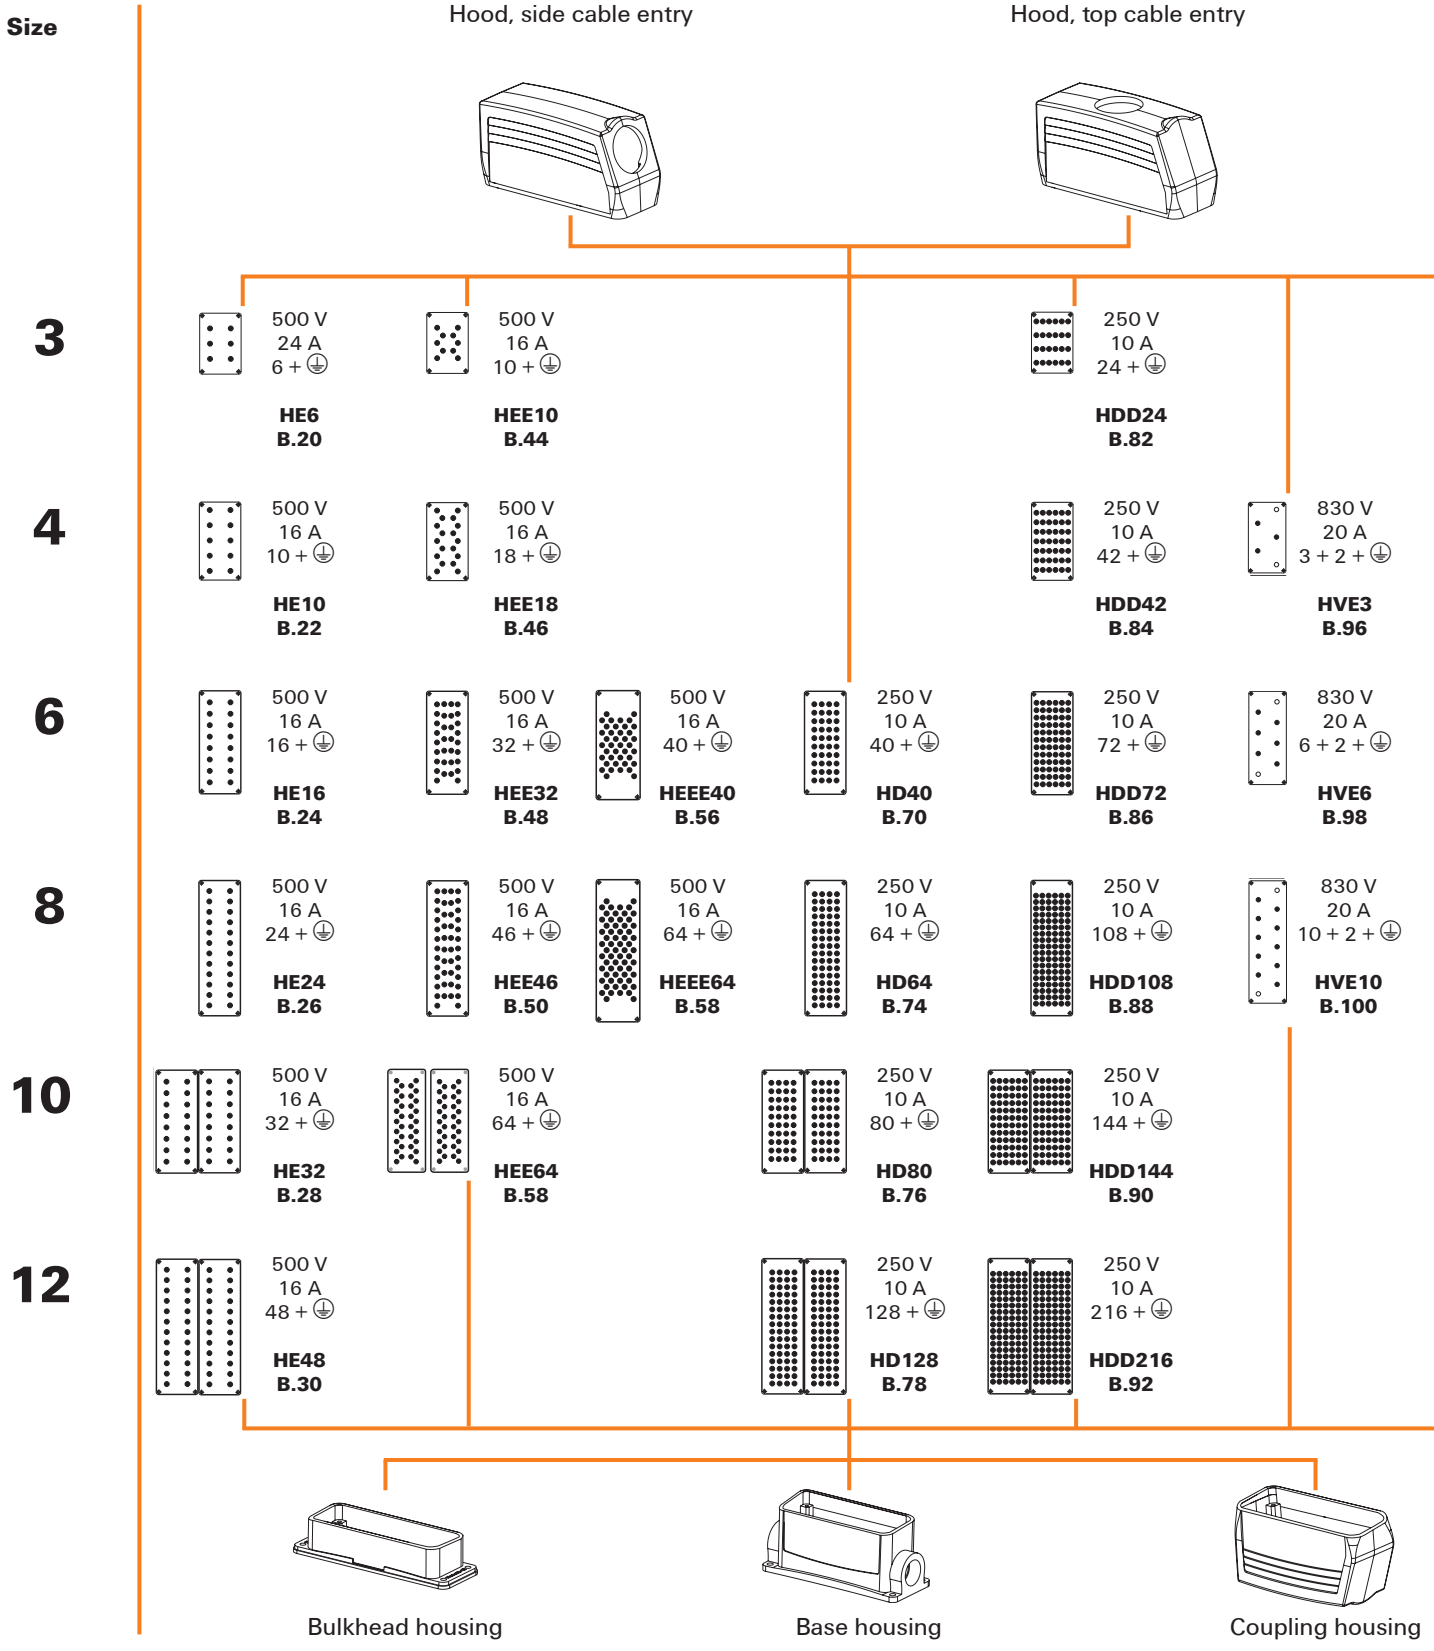 Size
Hood, side cable entry
Hood, top cable entry
3
500 V
24 A
6 + ⏚
HE6
B.20
500 V
16 A
10 + ⏚
HEE10
B.44
250 V
10 A
24 + ⏚
HDD24
B.82
4
500 V
16 A
10 + ⏚
HE10
B.22
500 V
16 A
18 + ⏚
HEE18
B.46
250 V
10 A
42 + ⏚
HDD42
B.84
830 V
20 A
3 + 2 + ⏚
HVE3
B.96
6
500 V
16 A
16 + ⏚
HE16
B.24
500 V
16 A
32 + ⏚
HEE32
B.48
500 V
16 A
40 + ⏚
HEEE40
B.56
250 V
10 A
40 + ⏚
HD40
B.70
250 V
10 A
72 + ⏚
HDD72
B.86
830 V
20 A
6 + 2 + ⏚
HVE6
B.98
8
500 V
16 A
24 + ⏚
HE24
B.26
500 V
16 A
46 + ⏚
HEE46
B.50
500 V
16 A
64 + ⏚
HEEE64
B.58
250 V
10 A
64 + ⏚
HD64
B.74
250 V
10 A
108 + ⏚
HDD108
B.88
830 V
20 A
10 + 2 + ⏚
HVE10
B.100
10
500 V
16 A
32 + ⏚
HE32
B.28
500 V
16 A
64 + ⏚
HEE64
B.58
250 V
10 A
80 + ⏚
HD80
B.76
250 V
10 A
144 + ⏚
HDD144
B.90
12
500 V
16 A
48 + ⏚
HE48
B.30
250 V
10 A
128 + ⏚
HD128
B.78
250 V
10 A
216 + ⏚
HDD216
B.92
Bulkhead housing
Base housing
Coupling housing